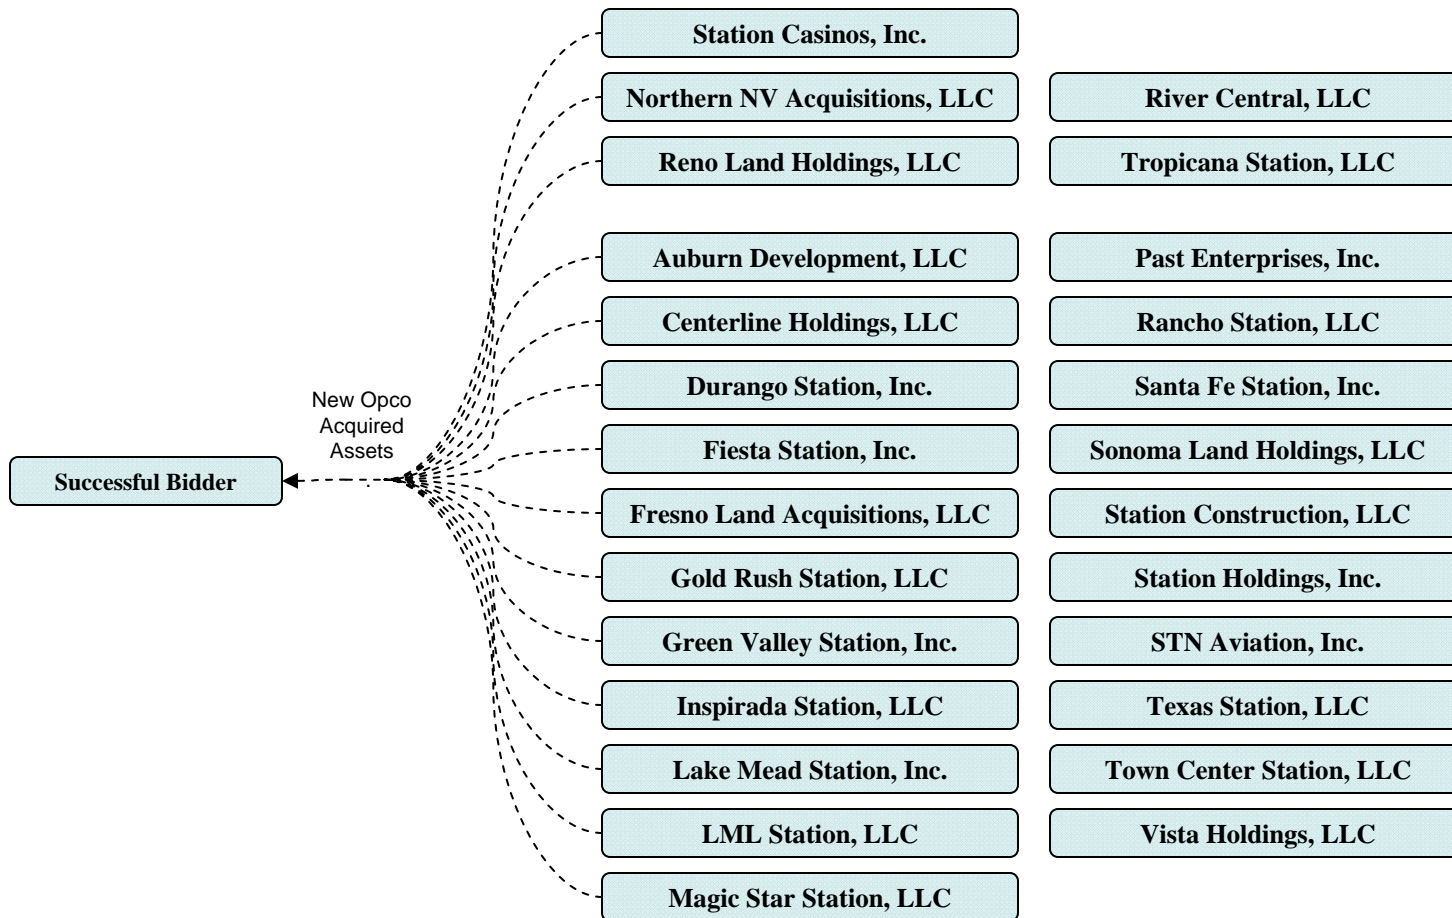 Station Casinos, Inc.
Northern NV Acquisitions, LLC
River Central, LLC
Reno Land Holdings, LLC
Tropicana Station, LLC
Auburn Development, LLC
Past Enterprises, Inc.
Centerline Holdings, LLC
Rancho Station, LLC
Durango Station, Inc.
Santa Fe Station, Inc.
New Opco
Acquired
Assets
Fiesta Station, Inc.
Sonoma Land Holdings, LLC
Successful Bidder
Fresno Land Acquisitions, LLC
Station Construction, LLC
Gold Rush Station, LLC
Station Holdings, Inc.
Green Valley Station, Inc.
STN Aviation, Inc.
Inspirada Station, LLC
Texas Station, LLC
Lake Mead Station, Inc.
Town Center Station, LLC
LML Station, LLC
Vista Holdings, LLC
Magic Star Station, LLC